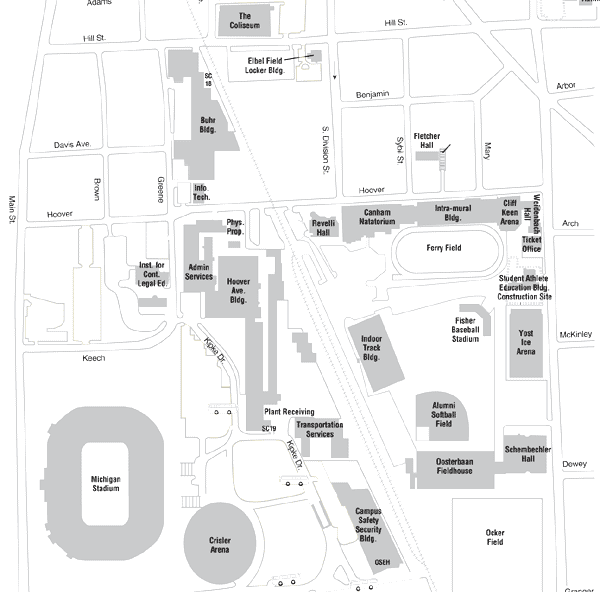 Adams
Hill St.
The
Coliseum
Hill St.
Elbel Field
Locker Bldg.
SC
18
Benjamin
Arbor
Buhr
Bldg.
S. Division St.
Sybil St
Fletcher
Hall
Mary
Davis Ave.
Brown
Greene
Info
Tech.
Hoover
Main St.
Hoover
Phys.
Prop.
Revelli
Hall
Canham
Natatorium
Intra-mural
Bldg.
Cliff
Keen
Arena
Weidenbach
Hall
Ticket
Office
Arch
Ferry Field
Inst. for
Cont.
Legal Ed.
Admin
Services
Hoover
Ave.
Bldg.
Student Athlete
Education Bldg.
Construction Site
Fisher
Baseball
Stadium
Yost
Ice
Arena
McKinley
Indoor
Track
Bldg.
Keech
Kipke Dr.
Alumni
Softball
Field
Plant Receiving
SC19
Transportation
Services
Kipke Dr.
Schembechler
Hall
Oosterbaan
Fieldhouse
Dewey
Michigan
Stadium
Campus
Safety
Security
Bldg.
OSEH
Crisler
Arena
Ocker
Field
Granger